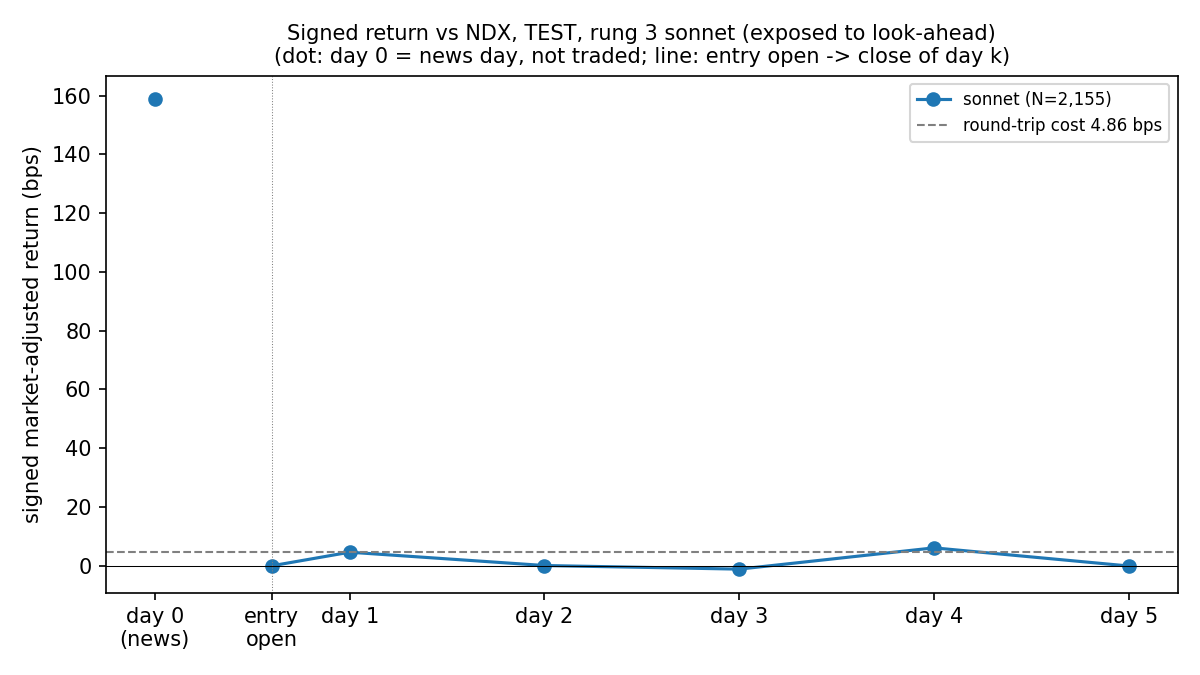 Signed return vs NDX, TEST, rung 3 sonnet (exposed to look-ahead)
(dot: day 0 = news day, not traded; line: entry open -> close of day k)
signed market-adjusted return (bps)
160
140
120
100
80
60
40
20
0
sonnet (N=2,155)
round-trip cost 4.86 bps
day 0
(news)
entry
open
day 1
day 2
day 3
day 4
day 5